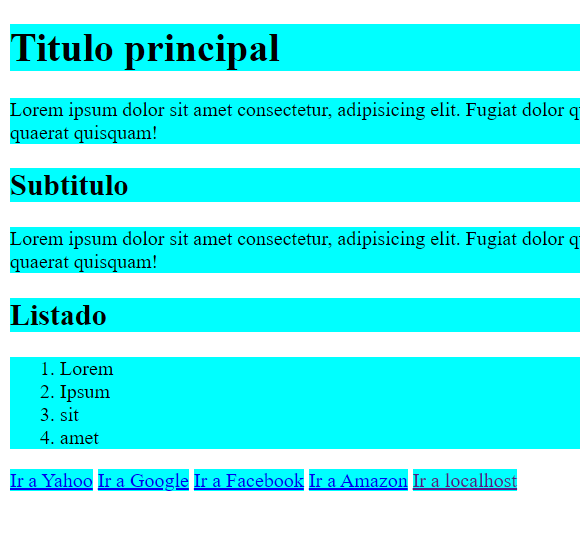 Titulo principal
Lorem ipsum dolor sit amet consectetur, adipisicing elit. Fugiat dolor
quaerat quisquam!
Subtitulo
Lorem ipsum dolor sit amet consectetur, adipisicing elit. Fugiat dolor
quaerat quisquam!
Listado
1. Lorem
2. Ipsum
3. sit
4. amet
Ir a Yahoo Ir a Google Ir a Facebook Ir a Amazon Ir a localhost